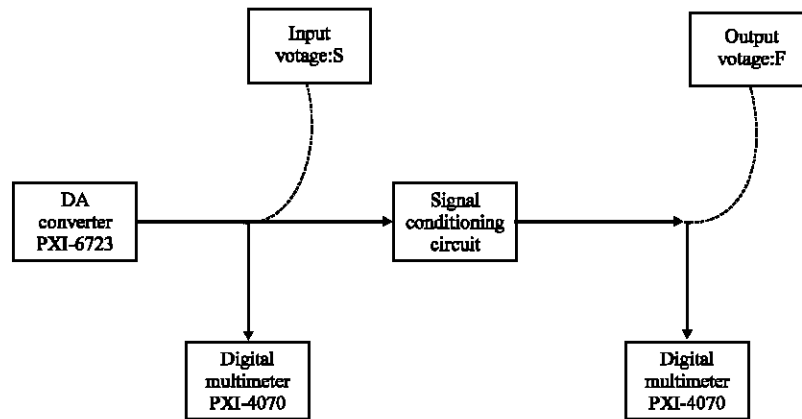 Input
votage:S
Output
votage:F
DA
converter
PXI-6723
Signal
conditioning
circuit
Digital
multimeter
PXI-4070
Digital
multimeter
PXI-4070